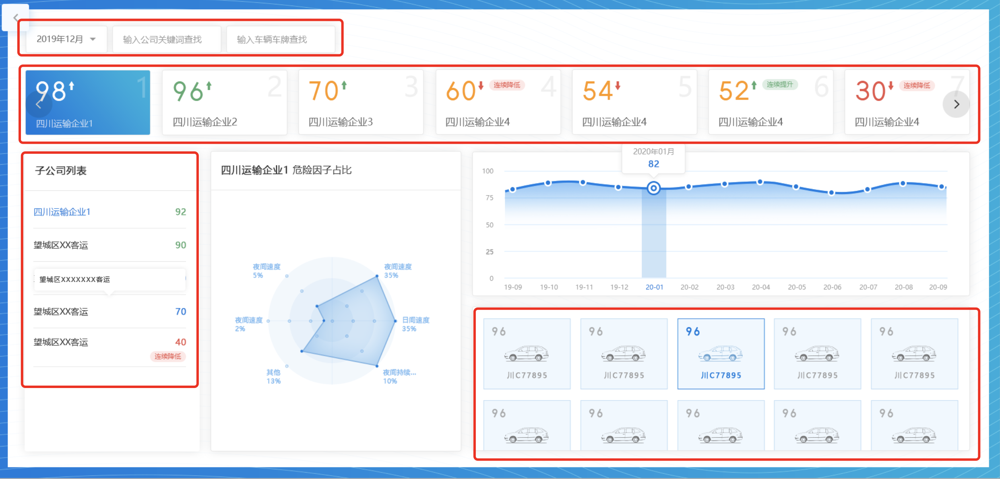 2019年12月
输入公司关键词查找
输入车辆车牌查找
98
1
四川运输企业1
96
2
四川运输企业2
70
3
四川运输企业3
60
连续降低
4
四川运输企业4
54
5
四川运输企业4
52
连续提升
6
四川运输企业4
30
连续降低
7
四川运输企业4
子公司列表
四川运输企业1 92
望城区XX客运 90
望城区XXXXXXX客运
望城区XX客运 70
望城区XX客运 40
连续降低
四川运输企业1 危险因子占比
夜间速度
5%
夜间速度
35%
夜间速度
2%
日间速度
35%
其他
13%
夜间持续...
10%
2020年01月
82
100
75
50
25
0
19-09 19-10 19-11 19-12 20-01 20-02 20-03 20-04 20-05 20-06 20-07 20-08 20-09
96 96 96 96 96
川C77895 川C77895 川C77895 川C77895 川C77895
96 96 96 96 96